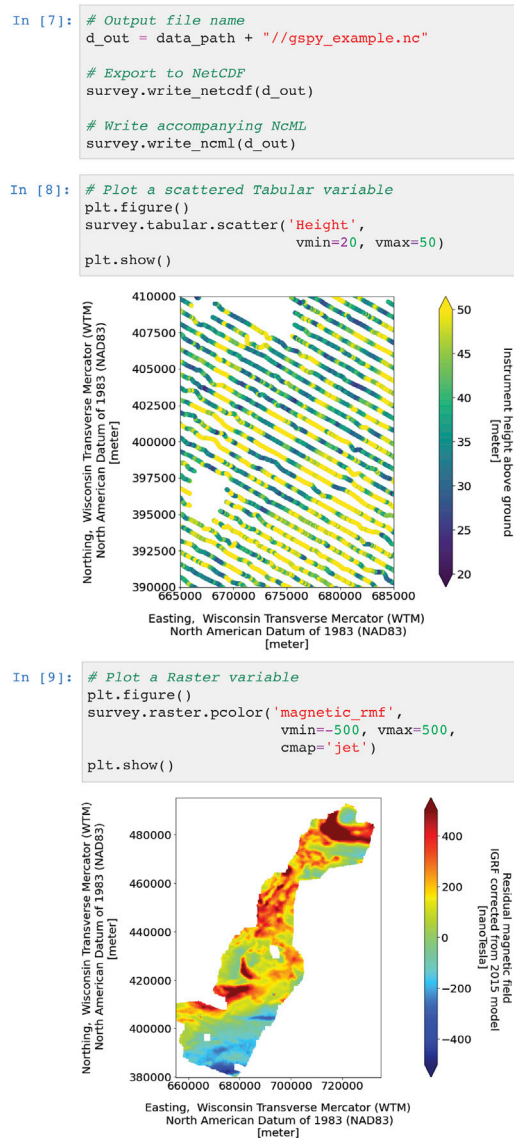 In [7]:
# Output file name
d_out = data_path + "//gspy_example.nc"
# Export to NetCDF
survey.write_netcdf(d_out)
# Write accompanying NcML
survey.write_ncml(d_out)
In [8]:
# Plot a scattered Tabular variable
plt.figure()
survey.tabular.scatter('Height',
vmin=20, vmax=50)
plt.show()
Northing, Wisconsin Transverse Mercator (WTM)
North American Datum of 1983 (NAD83)
[meter]
410000
407500
405000
402500
400000
397500
395000
392500
390000
665000 670000 675000 680000 685000
Easting, Wisconsin Transverse Mercator (WTM)
North American Datum of 1983 (NAD83)
[meter]
50
45
40
35
30
25
20
Instrument height above ground
[meter]
In [9]:
# Plot a Raster variable
plt.figure()
survey.raster.pcolor('magnetic_rmf',
vmin=-500, vmax=500,
cmap='jet')
plt.show()
Northing, Wisconsin Transverse Mercator (WTM)
North American Datum of 1983 (NAD83)
[meter]
480000
460000
440000
420000
400000
380000
660000 680000 700000 720000
Easting, Wisconsin Transverse Mercator (WTM)
North American Datum of 1983 (NAD83)
[meter]
400
200
0
−200
−400
Residual magnetic field
IGRF corrected from 2015 model
[nanoTesla]